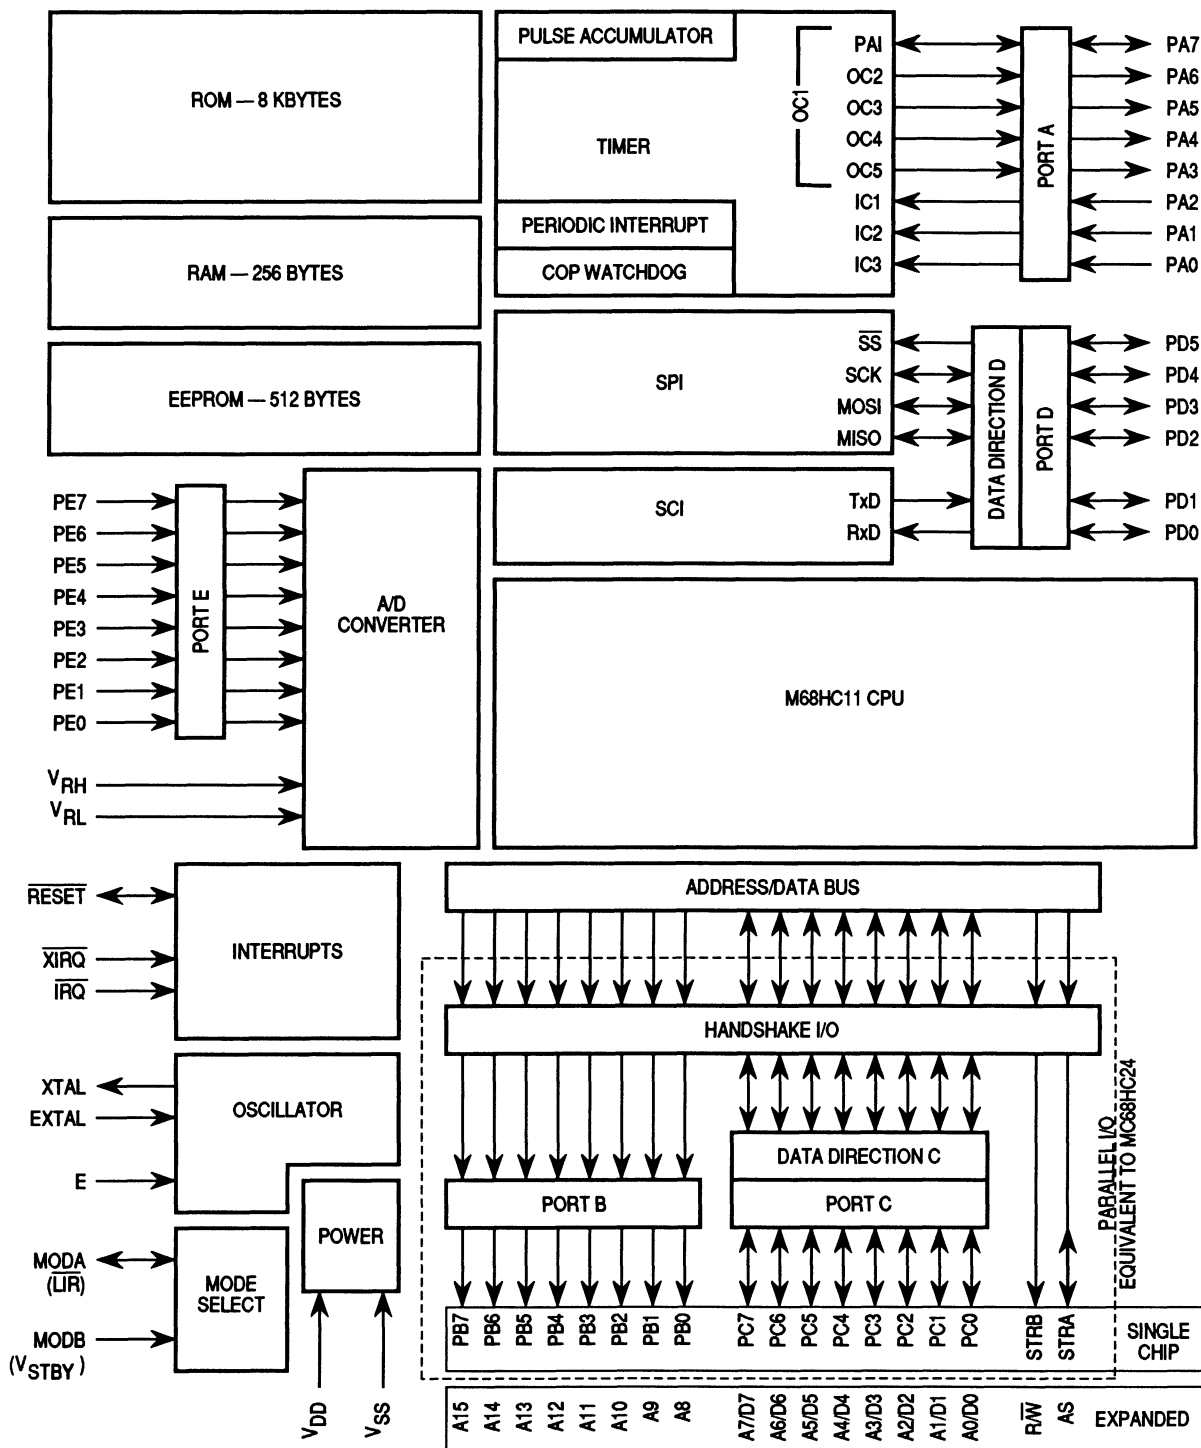 ROM — 8 KBYTES
RAM — 256 BYTES
EEPROM — 512 BYTES
PULSE ACCUMULATOR
TIMER
PERIODIC INTERRUPT
COP WATCHDOG
OC1
PAI
OC2
OC3
OC4
OC5
IC1
IC2
IC3
PORT A
PA7
PA6
PA5
PA4
PA3
PA2
PA1
PA0
SPI
S̅S̅
SCK
MOSI
MISO
SCI
TxD
RxD
DATA DIRECTION D
PORT D
PD5
PD4
PD3
PD2
PD1
PD0
PE7
PE6
PE5
PE4
PE3
PE2
PE1
PE0
PORT E
A/D
CONVERTER
VRH
VRL
M68HC11 CPU
R̅E̅S̅E̅T̅
X̅I̅R̅Q̅
I̅R̅Q̅
INTERRUPTS
XTAL
EXTAL
E
OSCILLATOR
POWER
MODA
(L̅I̅R̅)
MODB
(VSTBY )
MODE
SELECT
VDD
VSS
ADDRESS/DATA BUS
HANDSHAKE I/O
DATA DIRECTION C
PORT B
PORT C
PARALLEL I/O
EQUIVALENT TO MC68HC24
PB7
PB6
PB5
PB4
PB3
PB2
PB1
PB0
PC7
PC6
PC5
PC4
PC3
PC2
PC1
PC0
STRB
STRA
SINGLE
CHIP
A15
A14
A13
A12
A11
A10
A9
A8
A7/D7
A6/D6
A5/D5
A4/D4
A3/D3
A2/D2
A1/D1
A0/D0
R/W̅
AS
EXPANDED